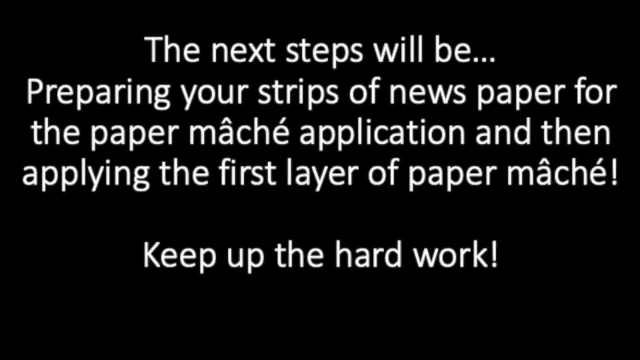 The next steps will be...
Preparing your strips of news paper for
the paper mâché application and then
applying the first layer of paper mâché!
Keep up the hard work!